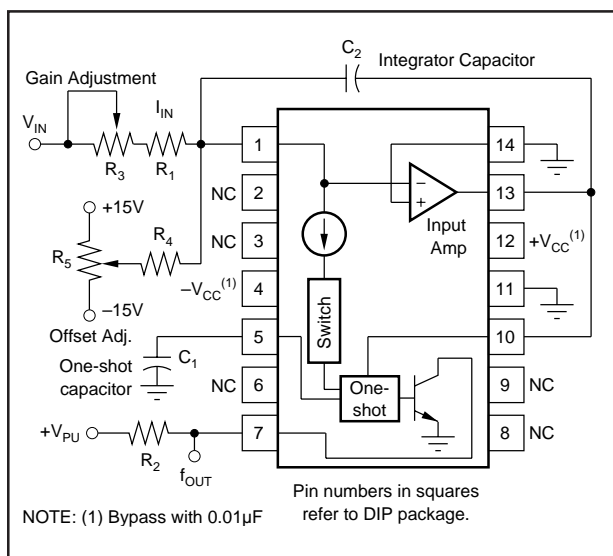 C2
Integrator Capacitor
Gain Adjustment
IIN
VIN
R3
R1
1
14
NC
2
13
Input
Amp
–
+
+15V
NC
3
12
+VCC(1)
R5
R4
–VCC(1)
4
11
–15V
Switch
Offset Adj.
5
10
One-shot
capacitor
C1
NC
6
One-
shot
9
NC
+VPU
R2
7
8
NC
fOUT
Pin numbers in squares
refer to DIP package.
NOTE: (1) Bypass with 0.01µF